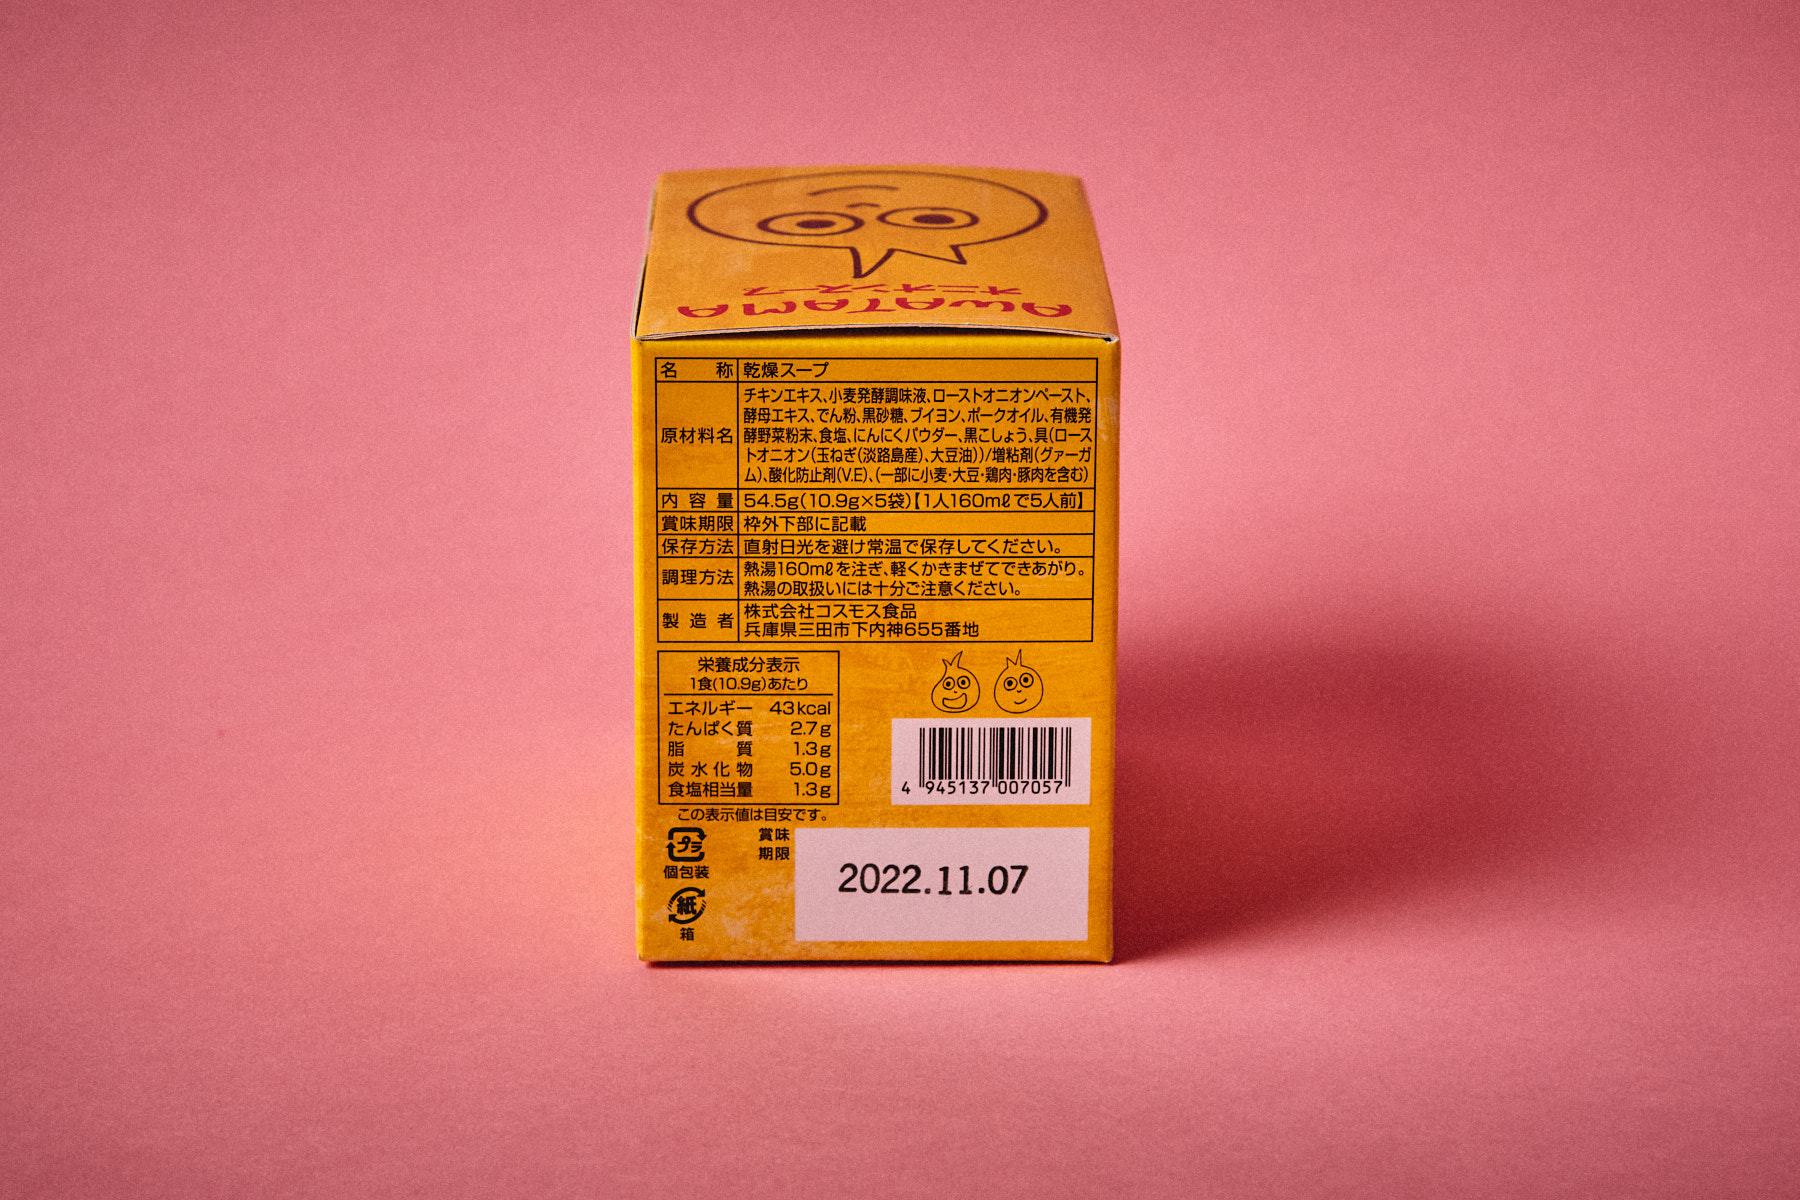 AWATAMA
オニオンスープ
名称 乾燥スープ
原材料名 チキンエキス、小麦発酵調味液、ローストオニオンペースト、
酵母エキス、でん粉、黒砂糖、ブイヨン、ポークオイル、有機発
酵野菜粉末、食塩、にんにくパウダー、黒こしょう、具(ロース
トオニオン(玉ねぎ(淡路島産)、大豆油))/増粘剤(グァーガ
ム)、酸化防止剤(V.E)、(一部に小麦・大豆・鶏肉・豚肉を含む)
内容量 54.5g(10.9g×5袋)【1人160mℓで5人前】
賞味期限 枠外下部に記載
保存方法 直射日光を避け常温で保存してください。
調理方法 熱湯160mℓを注ぎ、軽くかきまぜてできあがり。
熱湯の取扱いには十分ご注意ください。
製造者 株式会社コスモス食品
兵庫県三田市下内神655番地
栄養成分表示
1食(10.9g)あたり
エネルギー 43kcal
たんぱく質 2.7g
脂質 1.3g
炭水化物 5.0g
食塩相当量 1.3g
この表示値は目安です。
4 945137 007057
プラ
個包装
紙
箱
賞味
期限
2022.11.07